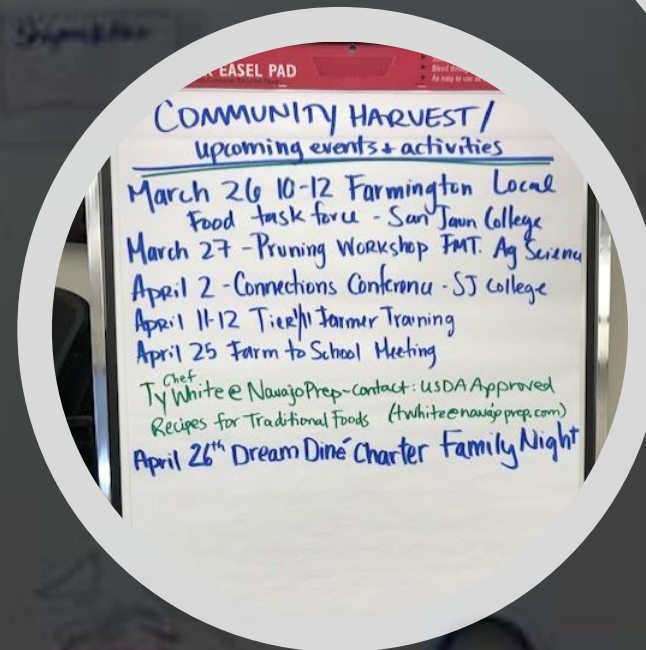 EASEL PAD
COMMUNITY HARVEST/
upcoming events + activities
March 26 10-12 Farmington Local
Food task force - San Jaun College
March 27 - Pruning Workshop FMT. Ag Science
April 2 - Connections Conference - SJ College
April 11-12 Farmer Training
April 25 Farm to School Meeting
Chef
Ty White @ Navajo Prep - contact: USDA Approved
Recipes for Traditional Foods (twhite@navajoprep.com)
April 26th Dream Diné Charter Family Night